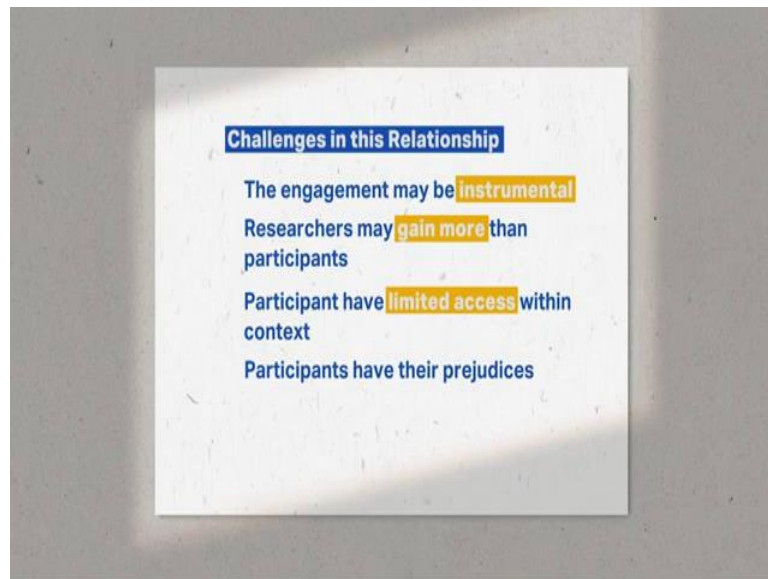 Challenges in this Relationship
The engagement may be instrumental
Researchers may gain more than
participants
Participant have limited access within
context
Participants have their prejudices